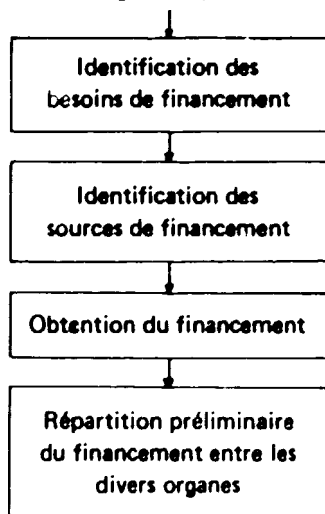 Identification des
besoins de financement
Identification des
sources de financement
Obtention du financement
Répartition préliminaire
du financement entre les
divers organes